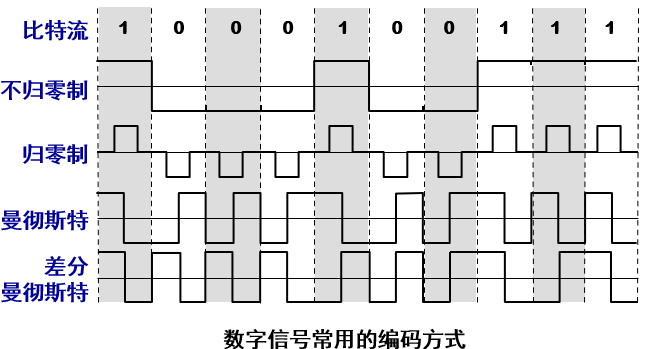 比特流 1 0 0 0 1 0 0 1 1 1
不归零制
归零制
曼彻斯特
差分
曼彻斯特
数字信号常用的编码方式